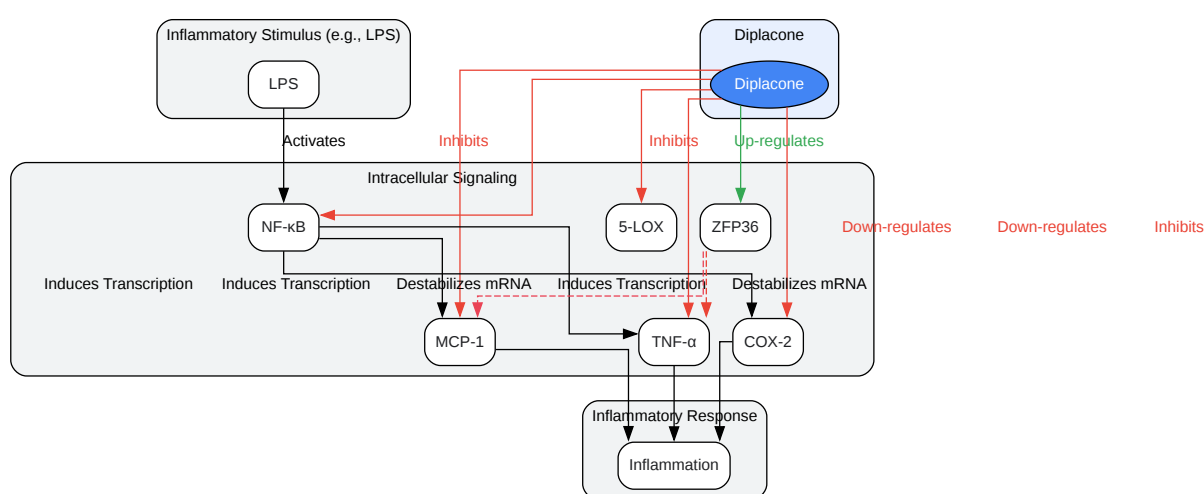 Inflammatory Stimulus (e.g., LPS)
Diplacone
LPS
Diplacone
Activates
Inhibits
Inhibits
Up-regulates
Intracellular Signaling
NF-κB
5-LOX
ZFP36
Down-regulates
Down-regulates
Inhibits
Induces Transcription
Induces Transcription
Destabilizes mRNA
Induces Transcription
Destabilizes mRNA
MCP-1
TNF-α
COX-2
Inflammatory Response
Inflammation